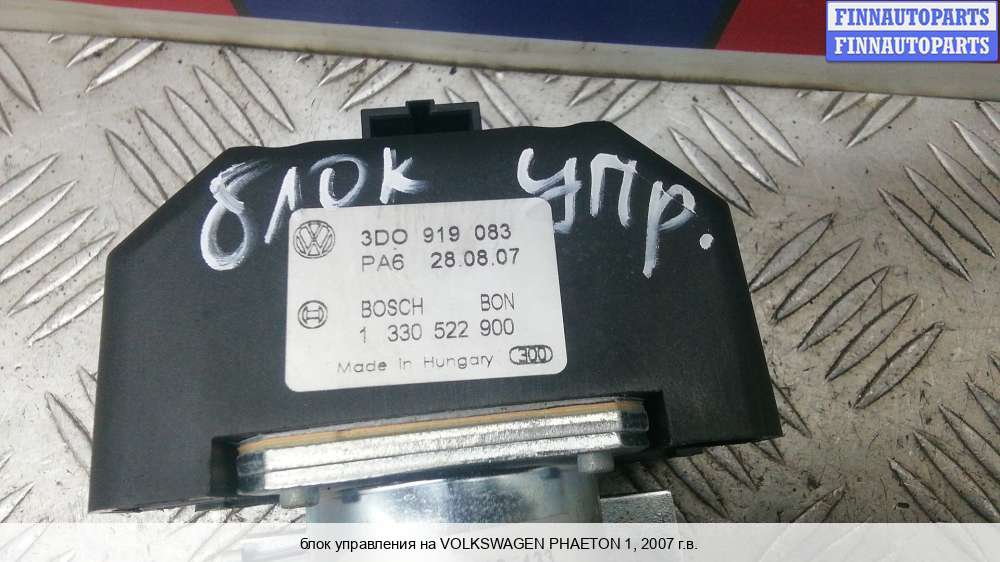 FINNAUTOPARTS
FINNAUTOPARTS
блок упр.
3D0 919 083
PA6 28.08.07
BOSCH BON
1 330 522 900
Made in Hungary 300
блок управления на VOLKSWAGEN PHAETON 1, 2007 г.в.